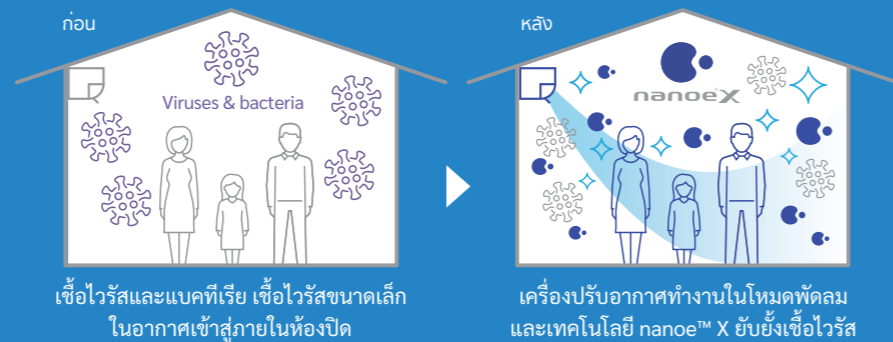 ก่อน
Viruses & bacteria
เชื้อไวรัสและแบคทีเรีย เชื้อไวรัสขนาดเล็ก
ในอากาศเข้าสู่ภายในห้องปิด
หลัง
nanoeX
เครื่องปรับอากาศทำงานในโหมดพัดลม
และเทคโนโลยี nanoe™ X ยับยั้งเชื้อไวรัส